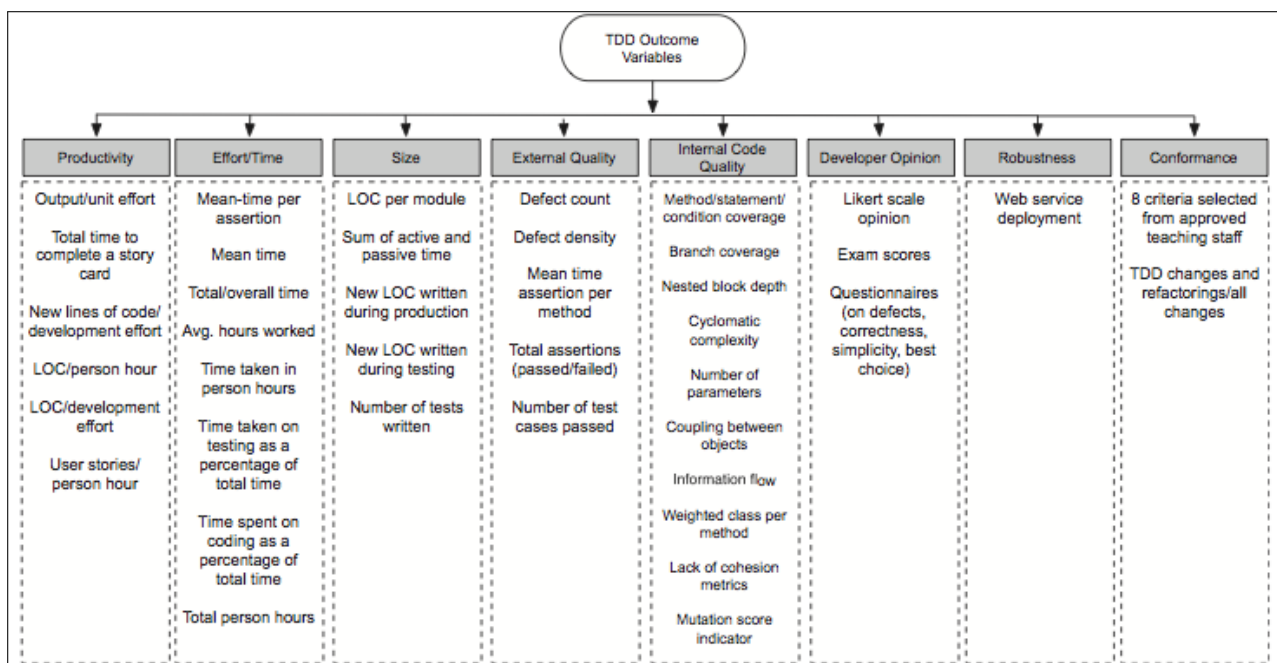 TDD Outcome
Variables
Productivity
Output/unit effort
Total time to
complete a story
card
New lines of code/
development effort
LOC/person hour
LOC/development
effort
User stories/
person hour
Effort/Time
Mean-time per
assertion
Mean time
Total/overall time
Avg. hours worked
Time taken in
person hours
Time taken on
testing as a
percentage of
total time
Time spent on
coding as a
percentage of
total time
Total person hours
Size
LOC per module
Sum of active and
passive time
New LOC written
during production
New LOC written
during testing
Number of tests
written
External Quality
Defect count
Defect density
Mean time
assertion per
method
Total assertions
(passed/failed)
Number of test
cases passed
Internal Code
Quality
Method/statement/
condition coverage
Branch coverage
Nested block depth
Cyclomatic
complexity
Number of
parameters
Coupling between
objects
Information flow
Weighted class per
method
Lack of cohesion
metrics
Mutation score
indicator
Developer Opinion
Likert scale
opinion
Exam scores
Questionnaires
(on defects,
correctness,
simplicity, best
choice)
Robustness
Web service
deployment
Conformance
8 criteria selected
from approved
teaching staff
TDD changes and
refactorings/all
changes